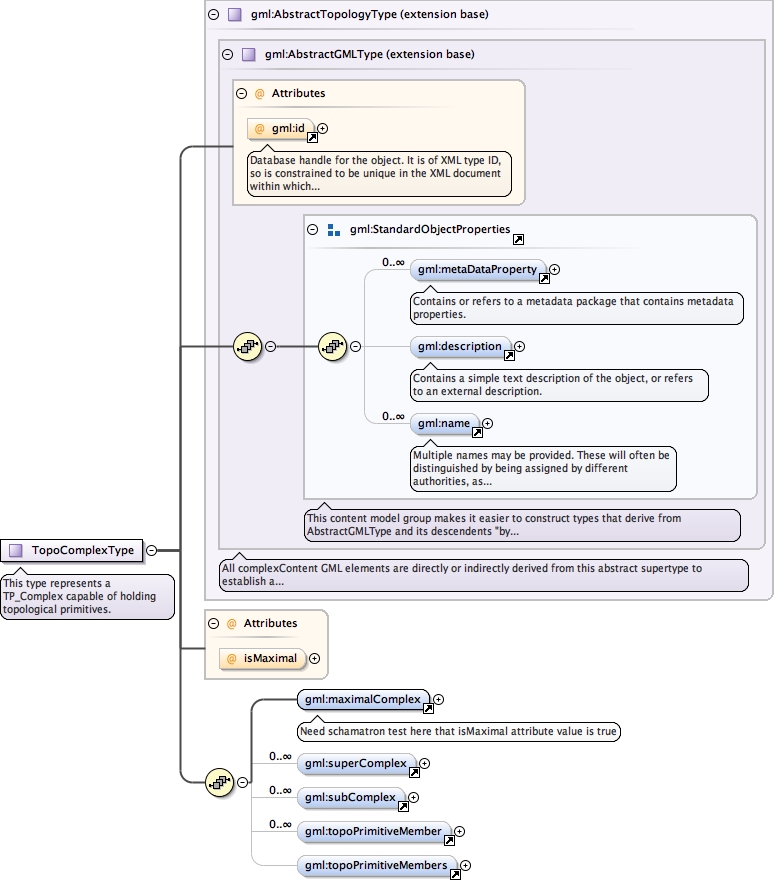 gml:AbstractTopologyType (extension base)
gml:AbstractGMLType (extension base)
@ Attributes
@ gml:id
Database handle for the object. It is of XML type ID,
so is constrained to be unique in the XML document
within which...
gml:StandardObjectProperties
0..∞
gml:metaDataProperty
Contains or refers to a metadata package that contains metadata
properties.
gml:description
Contains a simple text description of the object, or refers
to an external description.
0..∞
gml:name
Multiple names may be provided. These will often be
distinguished by being assigned by different
authorities, as...
This content model group makes it easier to construct types that derive from
AbstractGMLType and its descendents "by...
TopoComplexType
This type represents a
TP_Complex capable of holding
topological primitives.
All complexContent GML elements are directly or indirectly derived from this abstract supertype to
establish a...
@ Attributes
@ isMaximal
gml:maximalComplex
Need schamatron test here that isMaximal attribute value is true
0..∞
gml:superComplex
0..∞
gml:subComplex
0..∞
gml:topoPrimitiveMember
gml:topoPrimitiveMembers